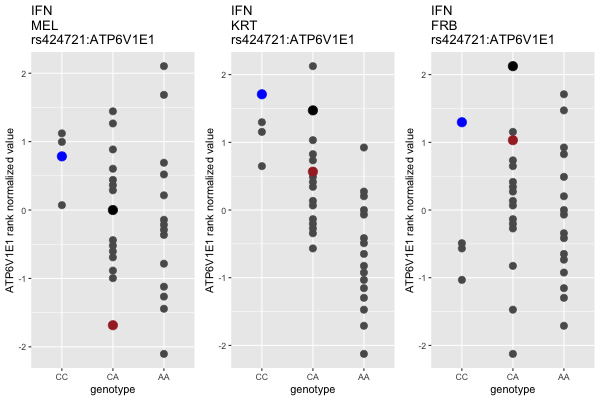 IFN
MEL
rs424721:ATP6V1E1
ATP6V1E1 rank normalized value
2
1
0
-1
-2
CC
CA
AA
genotype
IFN
KRT
rs424721:ATP6V1E1
ATP6V1E1 rank normalized value
2
1
0
-1
-2
CC
CA
AA
genotype
IFN
FRB
rs424721:ATP6V1E1
ATP6V1E1 rank normalized value
2
1
0
-1
-2
CC
CA
AA
genotype